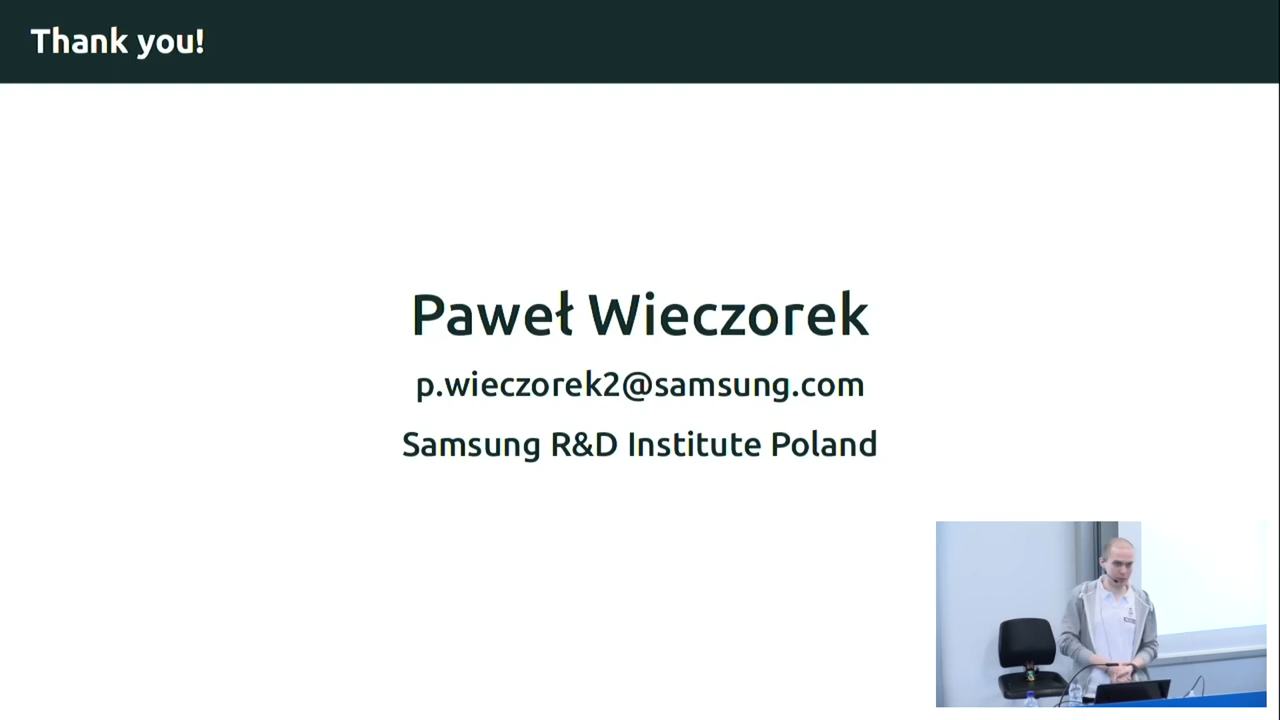 Thank you!
Paweł Wieczorek
p.wieczorek2@samsung.com
Samsung R&D Institute Poland